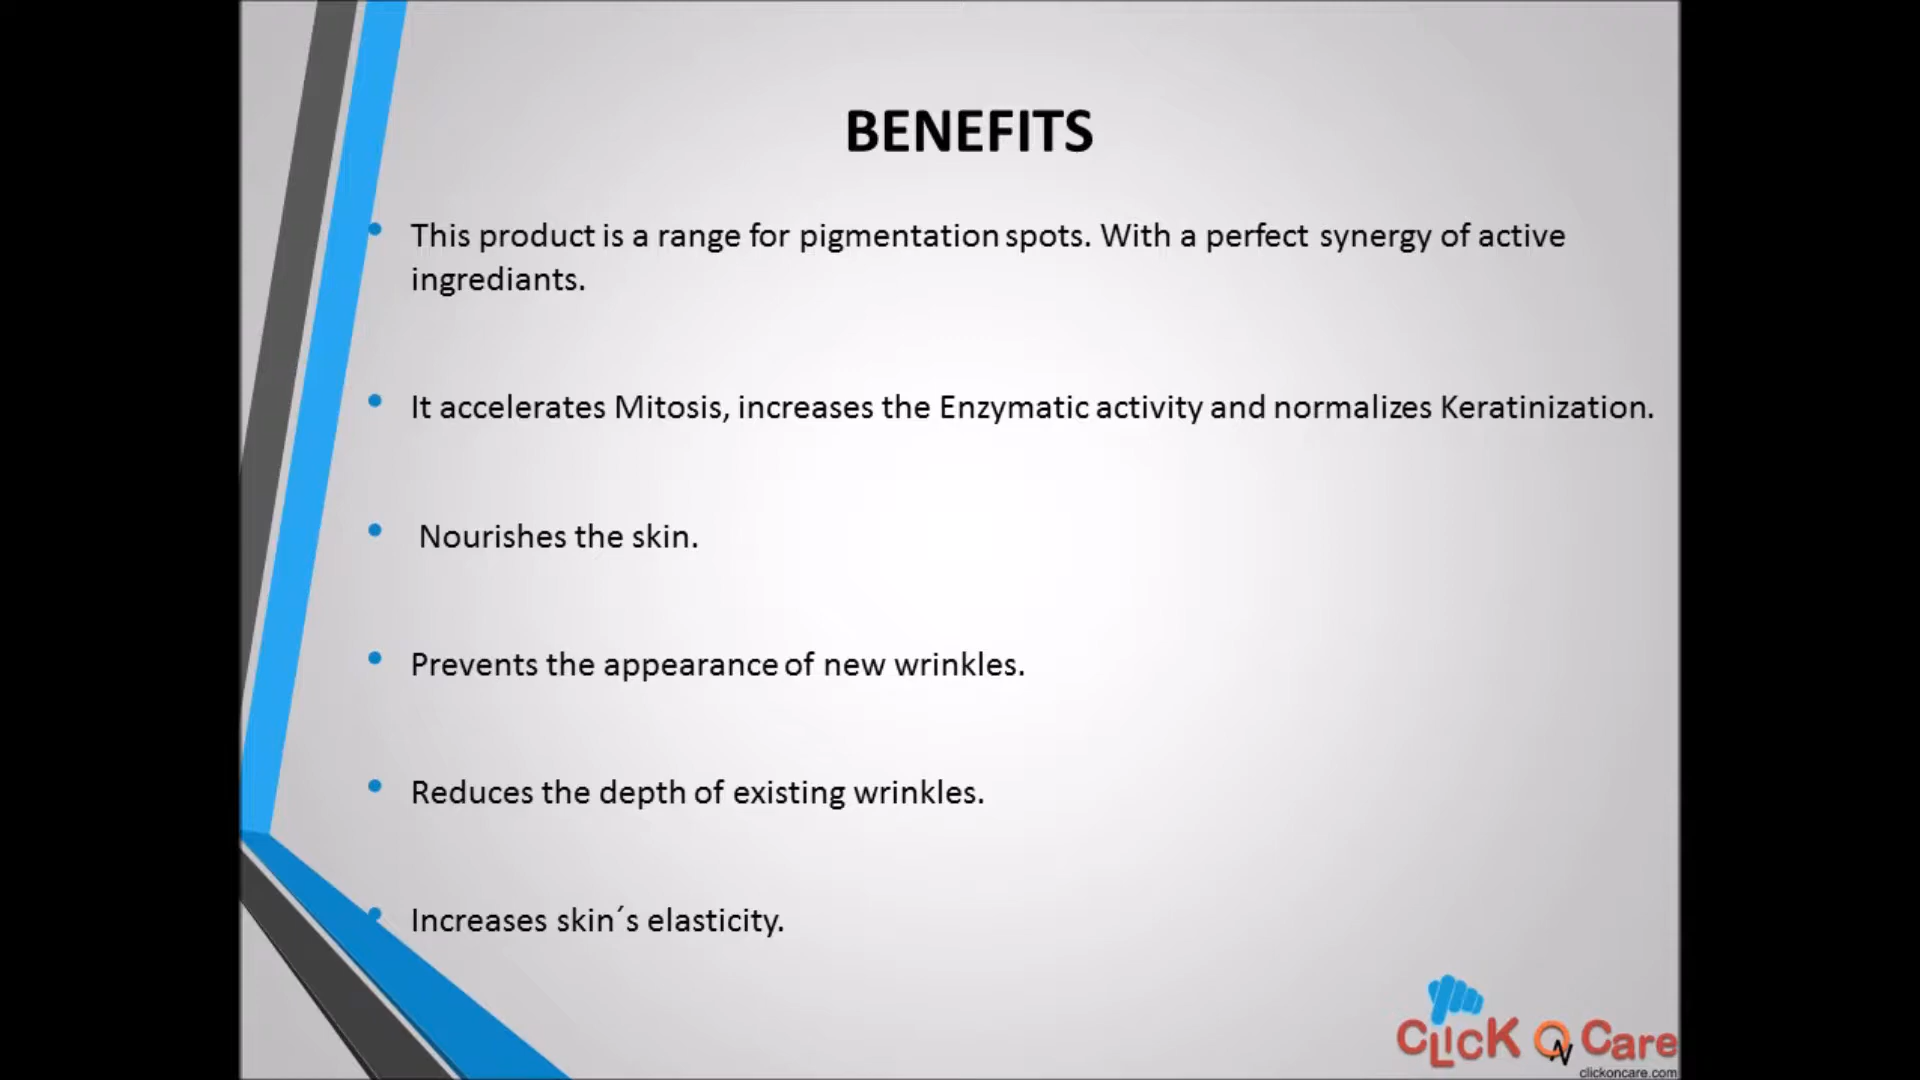 BENEFITS
• This product is a range for pigmentation spots. With a perfect synergy of active
ingrediants.
• It accelerates Mitosis, increases the Enzymatic activity and normalizes Keratinization.
• Nourishes the skin.
• Prevents the appearance of new wrinkles.
• Reduces the depth of existing wrinkles.
• Increases skin´s elasticity.
Click ON Care
clickoncare.com